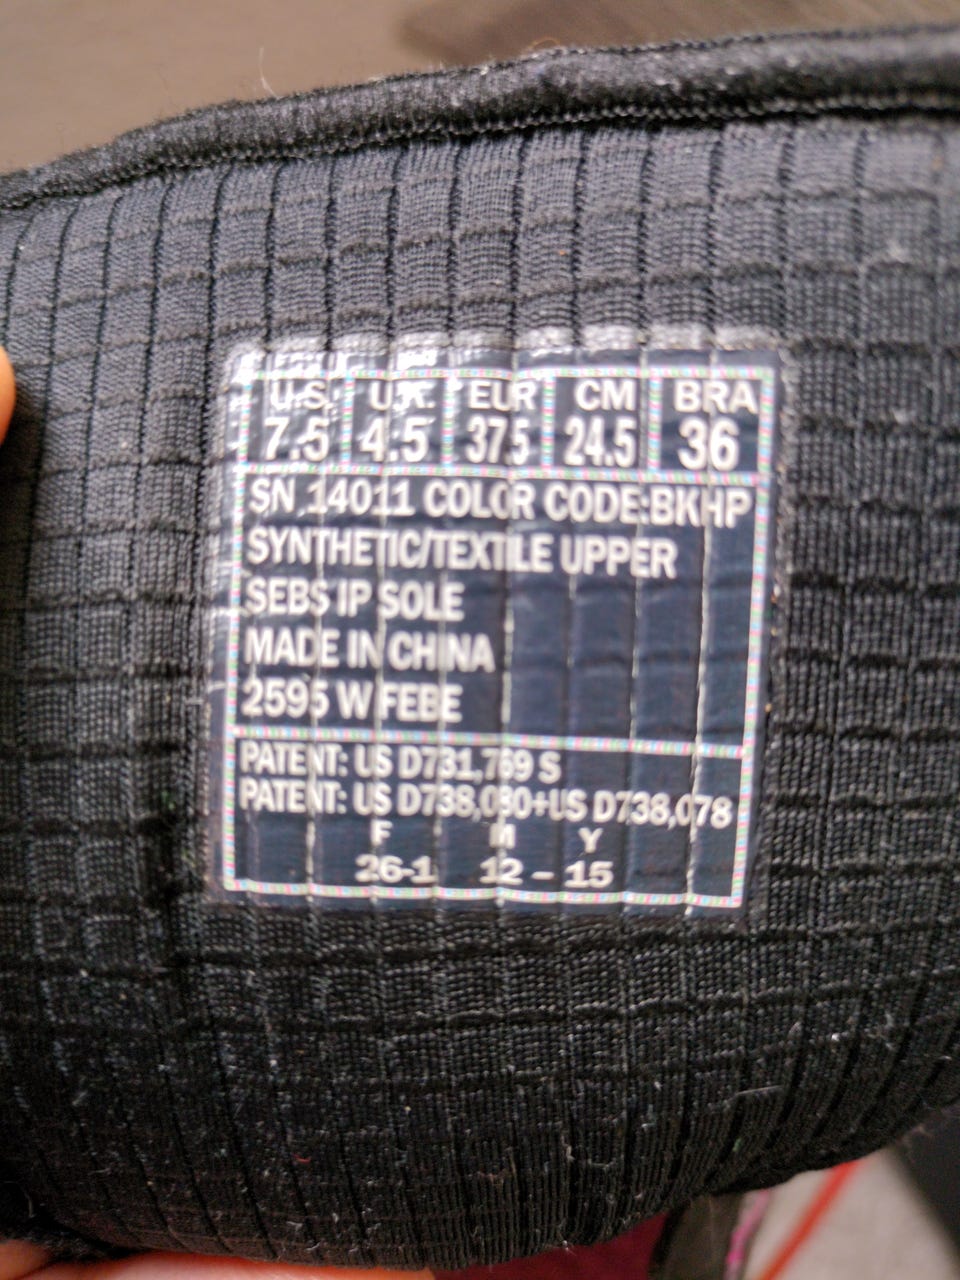 U.S. U.K. EUR CM BRA
7.5 4.5 37.5 24.5 36
SN 14011 COLOR CODE:BKHP
SYNTHETIC/TEXTILE UPPER
SEBS IP SOLE
MADE IN CHINA
2595 W FEBE
PATENT: US D731,769 S
PATENT: US D738,080+US D738,078
F M Y
26-1 12 - 15